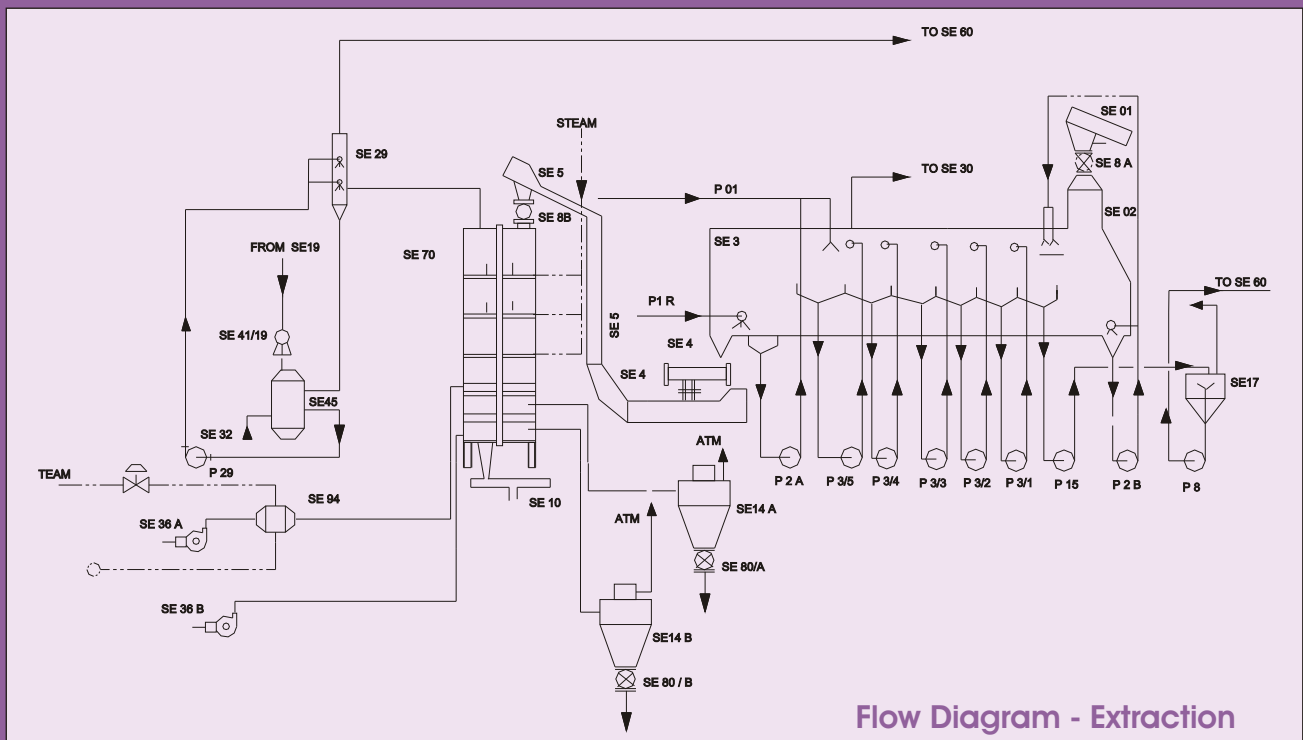 TO SE 60
SE 01
STEAM
SE 29
SE 5
SE 8 A
TO SE 30
P 01
SE 8B
SE 02
FROM SE19
SE 70
SE 3
TO SE 60
P1 R
SE 5
SE 41/19
SE 4
SE 4
SE17
SE45
SE 32
P 29
ATM
TEAM
P 2 A
P 3/5
P 3/4
P 3/3
P 3/2
P 3/1
P 15
P 2 B
P 8
SE 94
SE 10
SE14 A
SE 36 A
ATM
SE 80/A
SE 36 B
SE14 B
SE 80 / B
Flow Diagram - Extraction